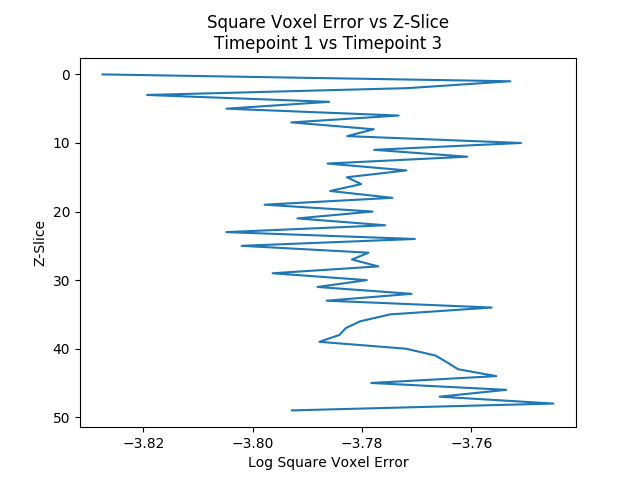 Square Voxel Error vs Z-Slice
Timepoint 1 vs Timepoint 3
0
10
20
30
40
50
Z-Slice
−3.82
−3.80
−3.78
−3.76
Log Square Voxel Error